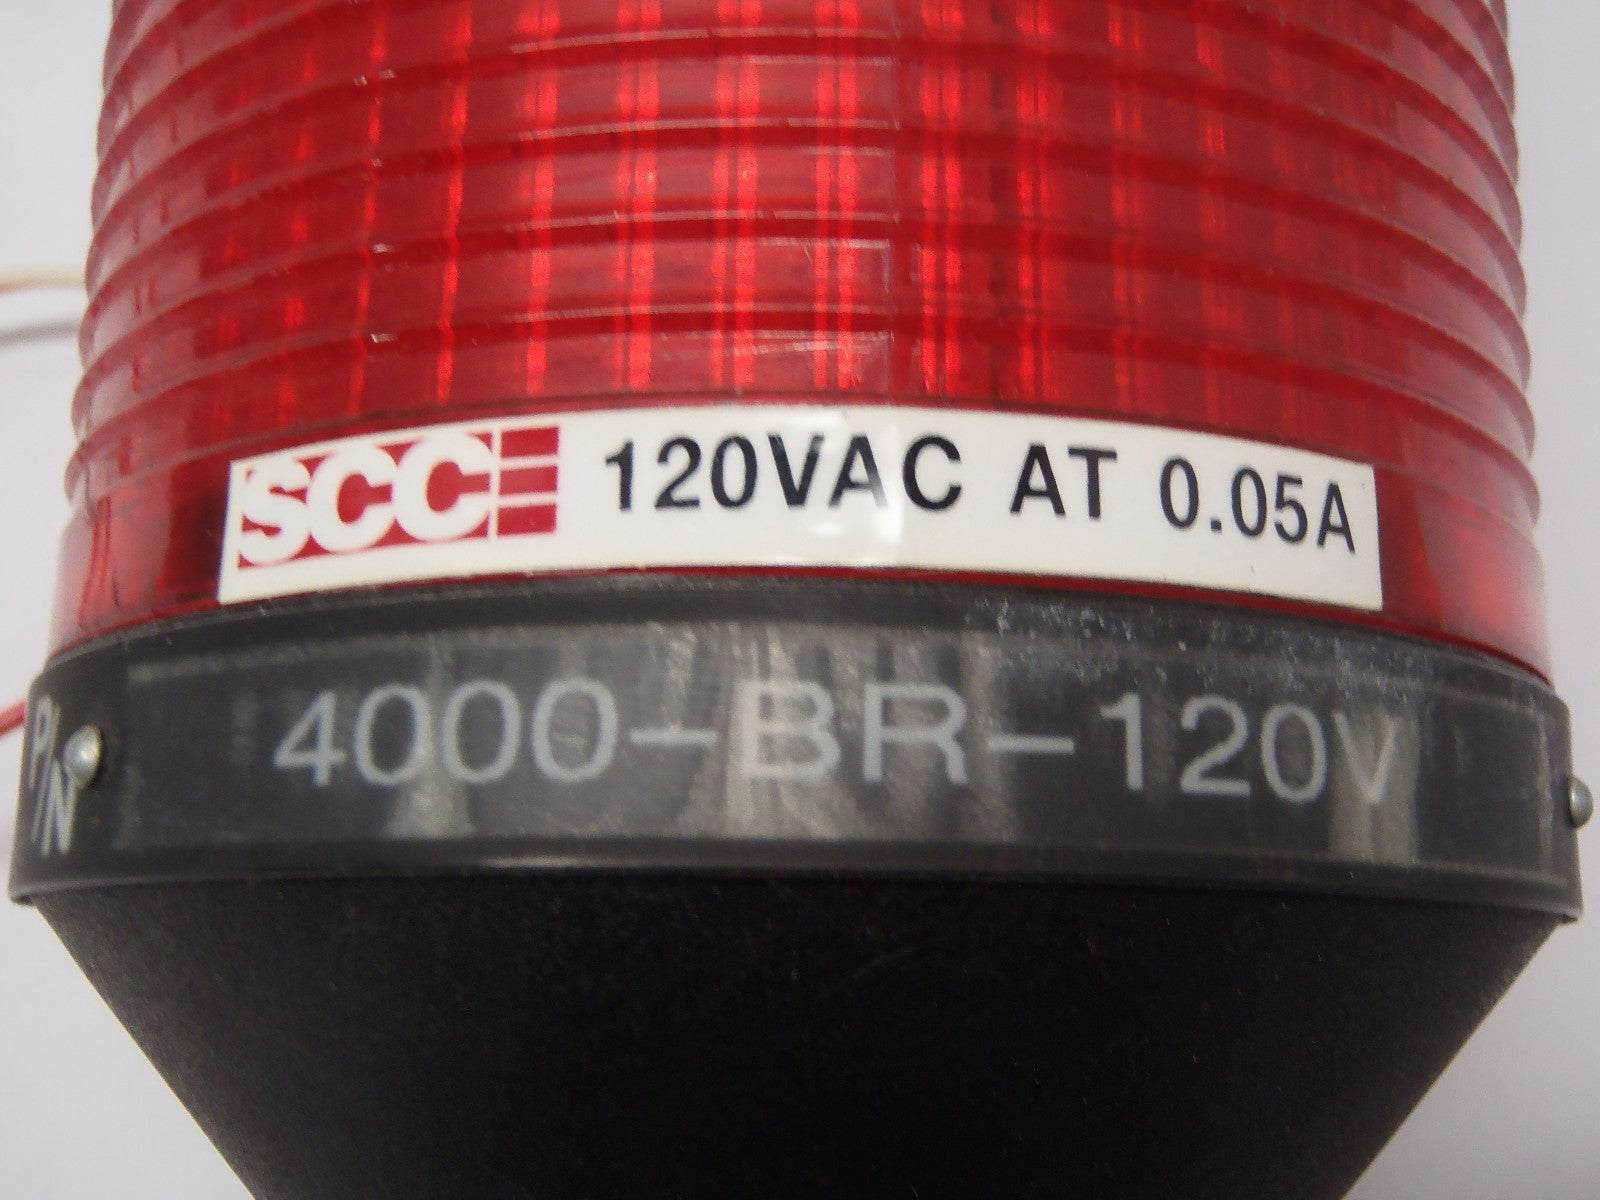 SCC 120VAC AT 0.05A
P/N 4000-BR-120V